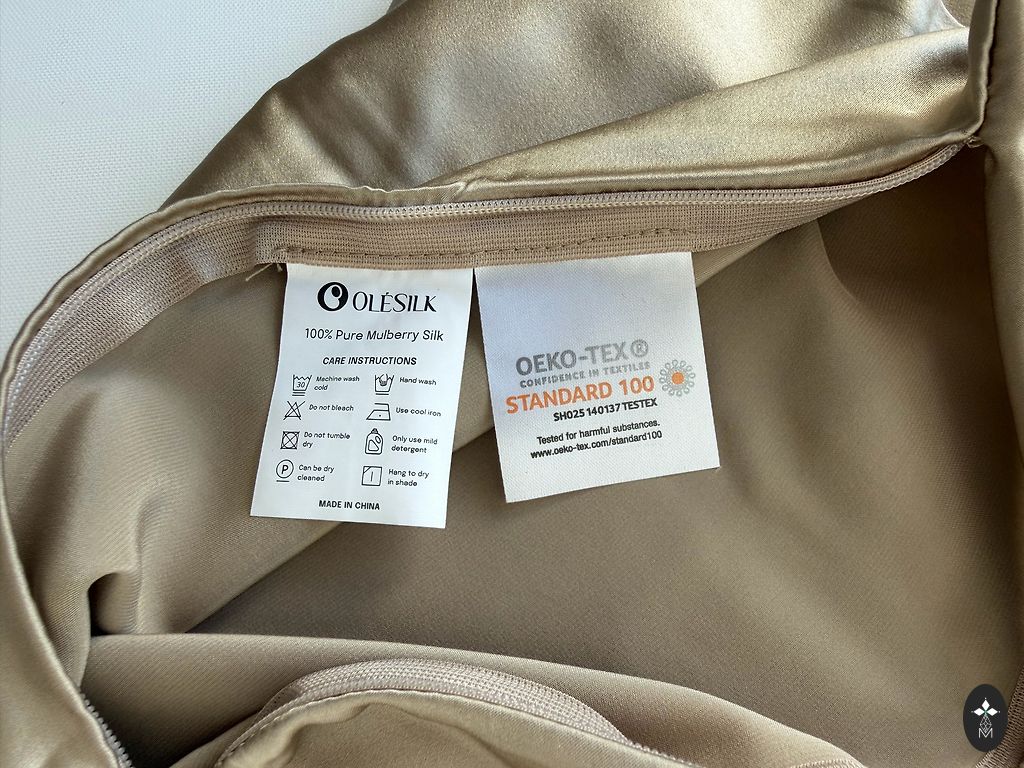 OLÉSILK
100% Pure Mulberry Silk
CARE INSTRUCTIONS
30
Machine wash
cold
Hand wash
Do not bleach
Use cool iron
Do not tumble
dry
Only use mild
detergent
P
Can be dry
cleaned
Hang to dry
in shade
MADE IN CHINA
OEKO-TEX®
CONFIDENCE IN TEXTILES
STANDARD 100
SH025 140137 TESTEX
Tested for harmful substances.
www.oeko-tex.com/standard100
M